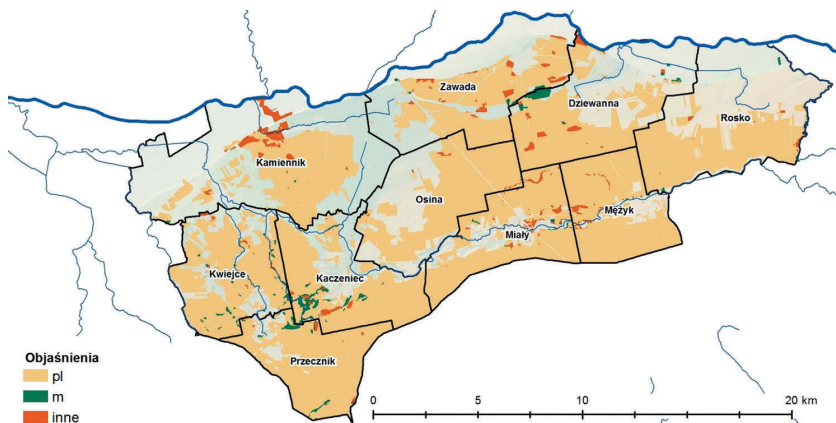 Zawada
Dziewanna
Rosko
Kamiennik
Osina
Mężyk
Miały
Kwiejce
Kaczeniec
Przecznik
Objaśnienia
pl
m
inne
0 5 10 20 km